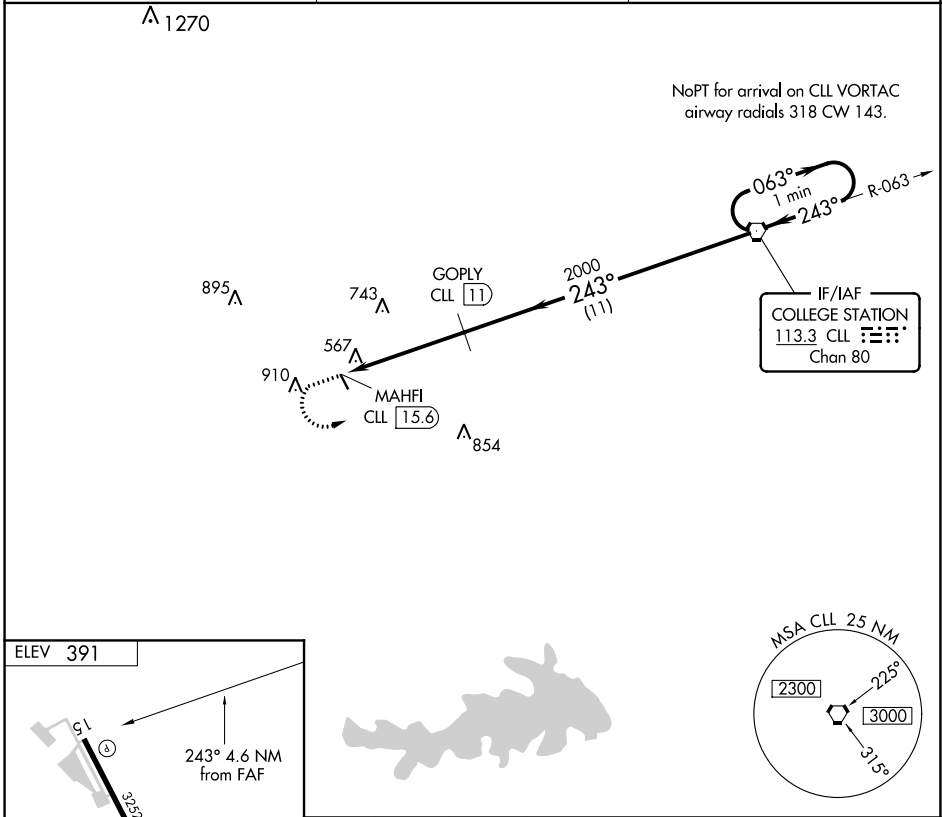 1270
NoPT for arrival on CLL VORTAC
airway radials 318 CW 143.
063°
1 min
243°
R-063
2000
243°
(11)
GOPLY
CLL 11
895
743
567
910
MAHFI
CLL 15.6
854
IF/IAF
COLLEGE STATION
113.3 CLL
Chan 80
ELEV 391
15
243° 4.6 NM
from FAF
3252
MSA CLL 25 NM
2300
225°
3000
315°